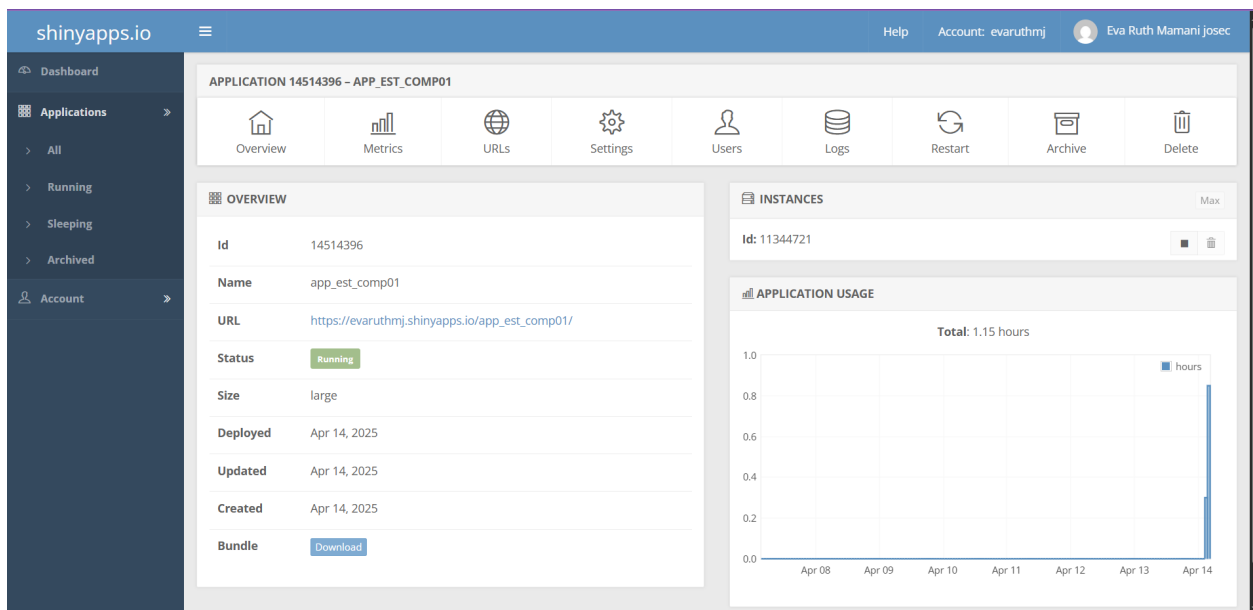 shinyapps.io
Help Account: evaruthmj Eva Ruth Mamani josec
Dashboard
Applications
All
Running
Sleeping
Archived
Account
APPLICATION 14514396 – APP_EST_COMP01
Overview Metrics URLs Settings Users Logs Restart Archive Delete
OVERVIEW
Id 14514396
Name app_est_comp01
URL https://evaruthmj.shinyapps.io/app_est_comp01/
Status Running
Size large
Deployed Apr 14, 2025
Updated Apr 14, 2025
Created Apr 14, 2025
Bundle Download
INSTANCES Max
Id: 11344721
APPLICATION USAGE
Total: 1.15 hours
hours
1.0
0.8
0.6
0.4
0.2
0.0
Apr 08 Apr 09 Apr 10 Apr 11 Apr 12 Apr 13 Apr 14